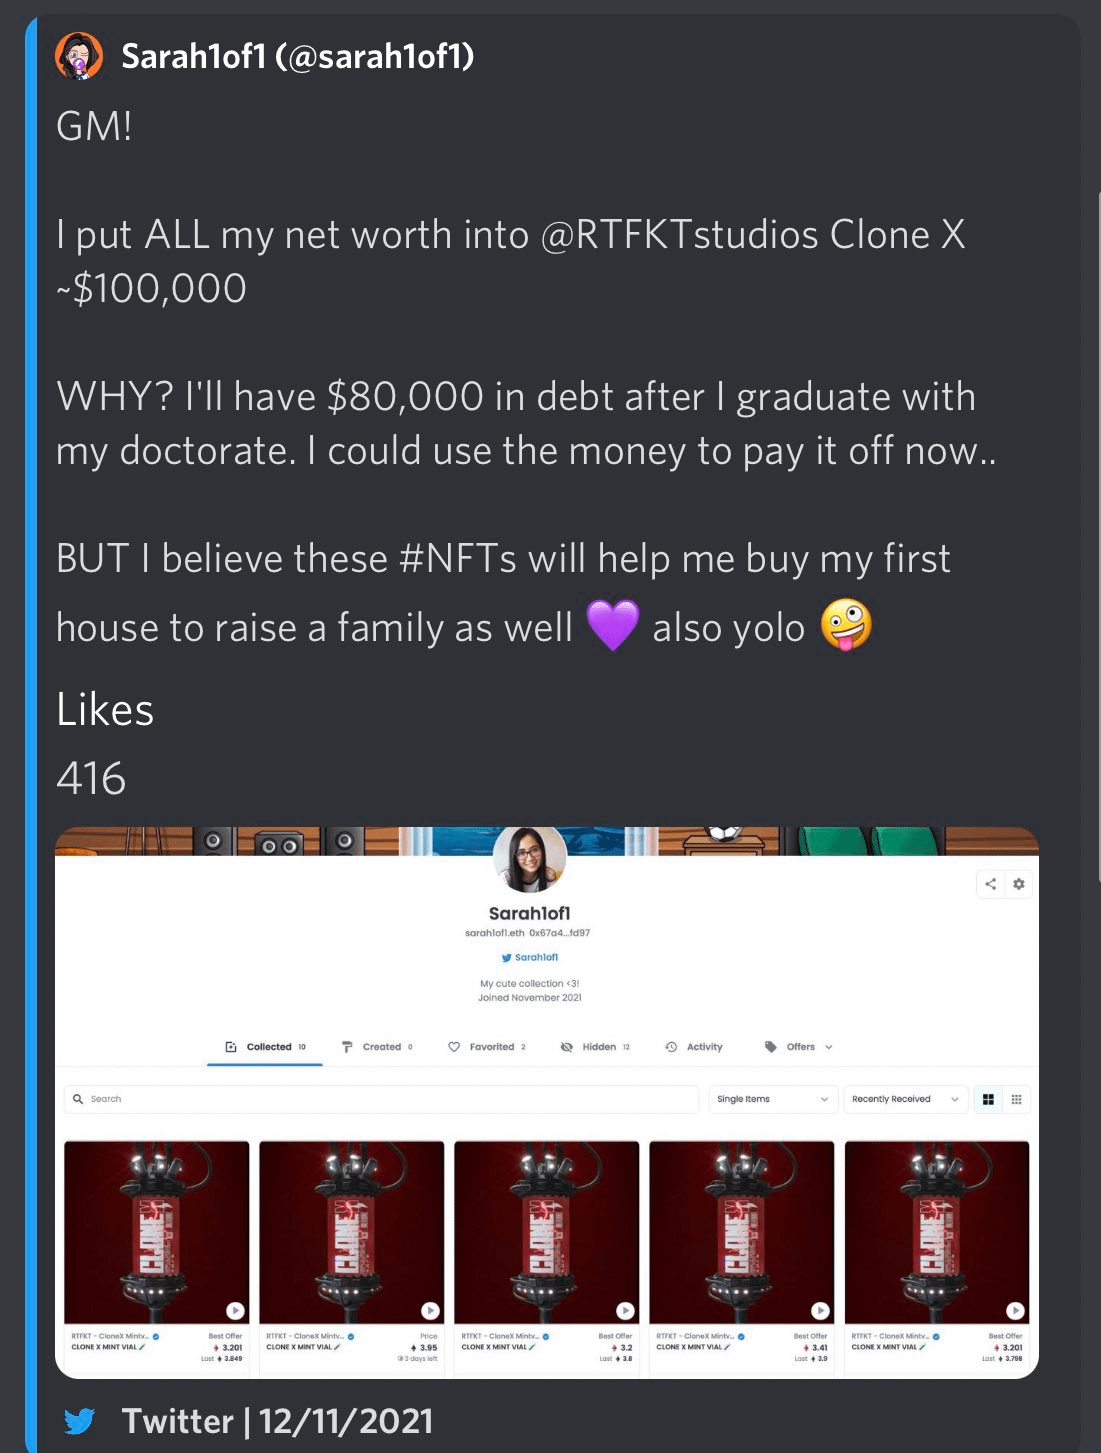 Sarah1of1 (@sarah1of1)
GM!
I put ALL my net worth into @RTFKTstudios Clone X
~$100,000
WHY? I'll have $80,000 in debt after I graduate with
my doctorate. I could use the money to pay it off now..
BUT I believe these #NFTs will help me buy my first
house to raise a family as well 💜 also yolo 🤪
Likes
416
Sarah1of1
sarah1of1.eth 0x67a4...fd97
Sarah1of1
My cute collection <3!
Joined November 2021
Collected 10 Created 0 Favorited 2 Hidden 12 Activity Offers
Search Single Items Recently Received
RTFKT - CloneX Mintv... Best Offer RTFKT - CloneX Mintv... Price RTFKT - CloneX Mintv... Best Offer RTFKT - CloneX Mintv... Best Offer RTFKT - CloneX Mintv... Best Offer
CLONE X MINT VIAL 3.201 CLONE X MINT VIAL 3.95 CLONE X MINT VIAL 3.2 CLONE X MINT VIAL 3.41 CLONE X MINT VIAL 3.201
Last 3.849 3 days left Last 3.8 Last 3.9 Last 3.798
Twitter | 12/11/2021